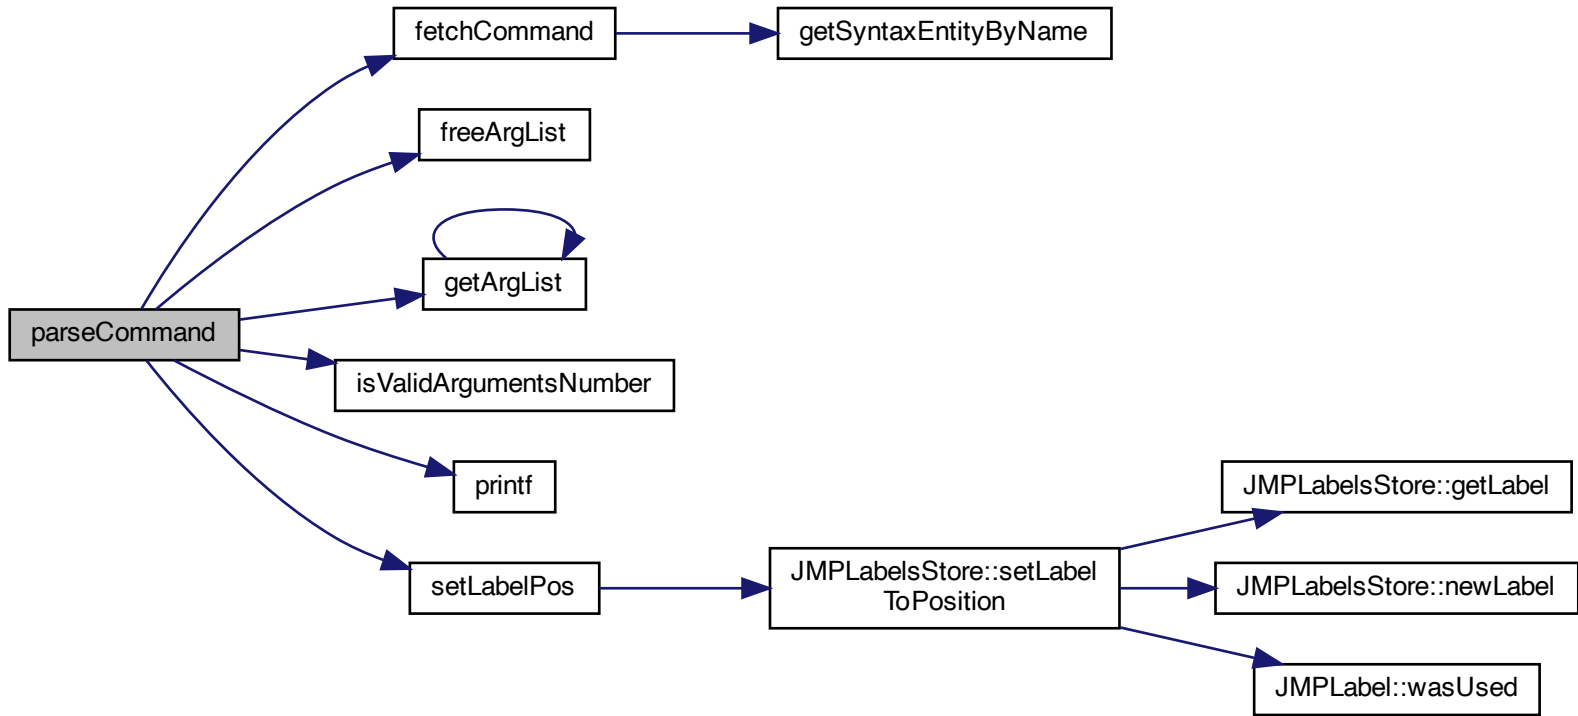 fetchCommand
getSyntaxEntityByName
freeArgList
getArgList
parseCommand
isValidArgumentsNumber
printf
JMPLabelsStore::getLabel
setLabelPos
JMPLabelsStore::setLabel
ToPosition
JMPLabelsStore::newLabel
JMPLabel::wasUsed